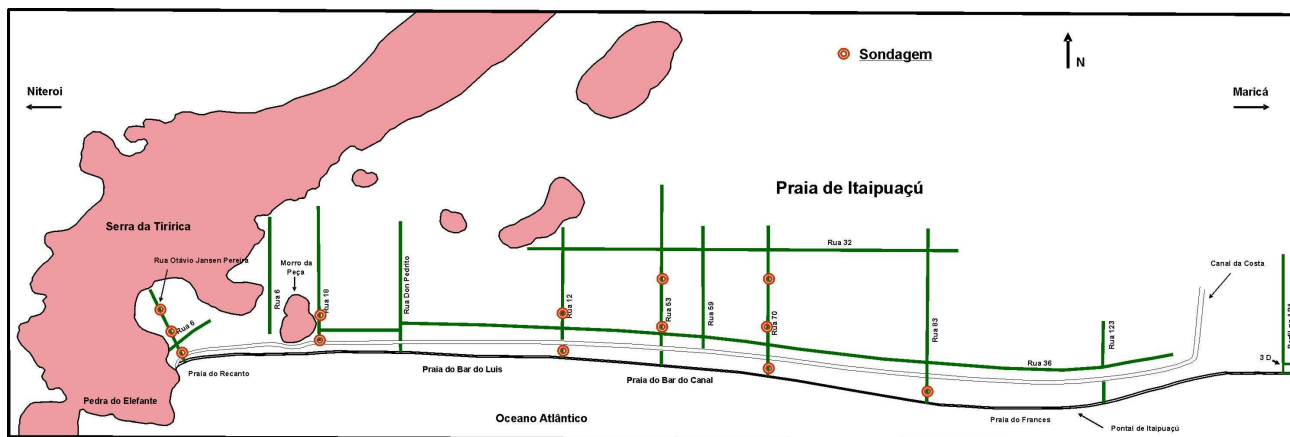 Sondagem
N
Niteroi
Maricá
Praia de Itaipuaçú
Serra da Tiririca
Rua Otávio Jansen Pereira
Morro da
Peça
Rua 6
Rua 6
Rua 18
Rua Don Pedrito
Rua 12
Rua 53
Rua 59
Rua 70
Rua 32
Rua 83
Rua 123
Rua 36
Canal da Costa
3 D
Praia do Recanto
Praia do Bar do Luis
Praia do Bar do Canal
Praia do Frances
Pontal de Itaipuaçú
Pedra do Elefante
Oceano Atlântico